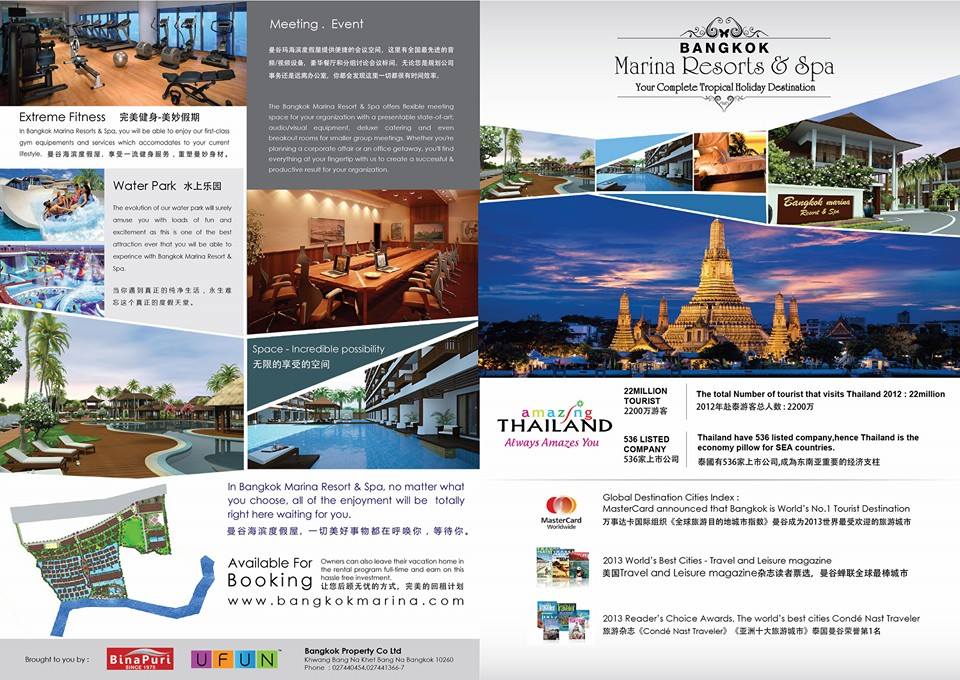 Extreme Fitness 完美健身-美妙假期
In Bangkok Marina Resorts & Spa, you will be able to enjoy our first-class
gym equipements and services which accomodates to your current
lifestyle. 曼谷海滨度假屋，享受一流健身服务，重塑曼妙身材。
Water Park 水上乐园
The evolution of our water park will surely
amuse you with loads of fun and
excitement as this is one of the best
attraction ever that you will be able to
experince with Bangkok Marina Resort &
Spa.
当你遇到真正的纯净生活，永生难
忘这个真正的度假天堂。
Meeting . Event
曼谷玛海滨度假屋提供便捷的会议空间，这里有全国最先进的音
频/视频设备，豪华餐厅和分组讨论会议标间，无论您是规划公司
事务还是远离办公室，你都会发现这里一切都很有时间效率。
The Bangkok Marina Resort & Spa offers flexible meeting
space for your organization with a presentable state-of-art;
audio/visual equipment, deluxe catering and even
breakout rooms for smaller group meetings. Whether you're
planning a corporate affair or an office getaway, you'll find
everything at your fingertip with us to create a successful &
productive result for your organization.
Space - Incredible possibility
无限的享受的空间
In Bangkok Marina Resort & Spa, no matter what
you choose, all of the enjoyment will be totally
right here waiting for you.
曼谷海滨度假屋，一切美好事物都在呼唤你，等待你。
Available For
Booking
Owners can also leave their vacation home in
the rental program full-time and earn on this
hassle free investment.
让您后顾无忧的方式，完美的回租计划
www.bangkokmarina.com
Brought to you by :
BinaPuri
SINCE 1975
UFUN
TM
Bangkok Property Co Ltd
Khwang Bang Na Khet Bang Na Bangkok 10260
Phone : 027440454,027441366-7
BANGKOK
Marina Resorts & Spa
Your Complete Tropical Holiday Destination
Bangkok marina
Resort & Spa
amazing
THAILAND
Always Amazes You
22MILLION
TOURIST
2200万游客
The total Number of tourist that visits Thailand 2012 : 22million
2012年赴泰游客总人数 : 2200万
536 LISTED
COMPANY
536家上市公司
Thailand have 536 listed company,hence Thailand is the
economy pillow for SEA countries.
泰國有536家上市公司,成為东南亚重要的经济支柱
MasterCard
Worldwide
Global Destination Cities Index :
MasterCard announced that Bangkok is World's No.1 Tourist Destination
万事达卡国际组织《全球旅游目的地城市指数》曼谷成为2013世界最受欢迎的旅游城市
2013 World's Best Cities - Travel and Leisure magazine
美国Travel and Leisure magazine杂志读者票选，曼谷蝉联全球最棒城市
2013 Reader's Choice Awards. The world's best cities Condé Nast Traveler
旅游杂志《Condé Nast Traveler》《亚洲十大旅游城市》泰国曼谷荣誉第1名